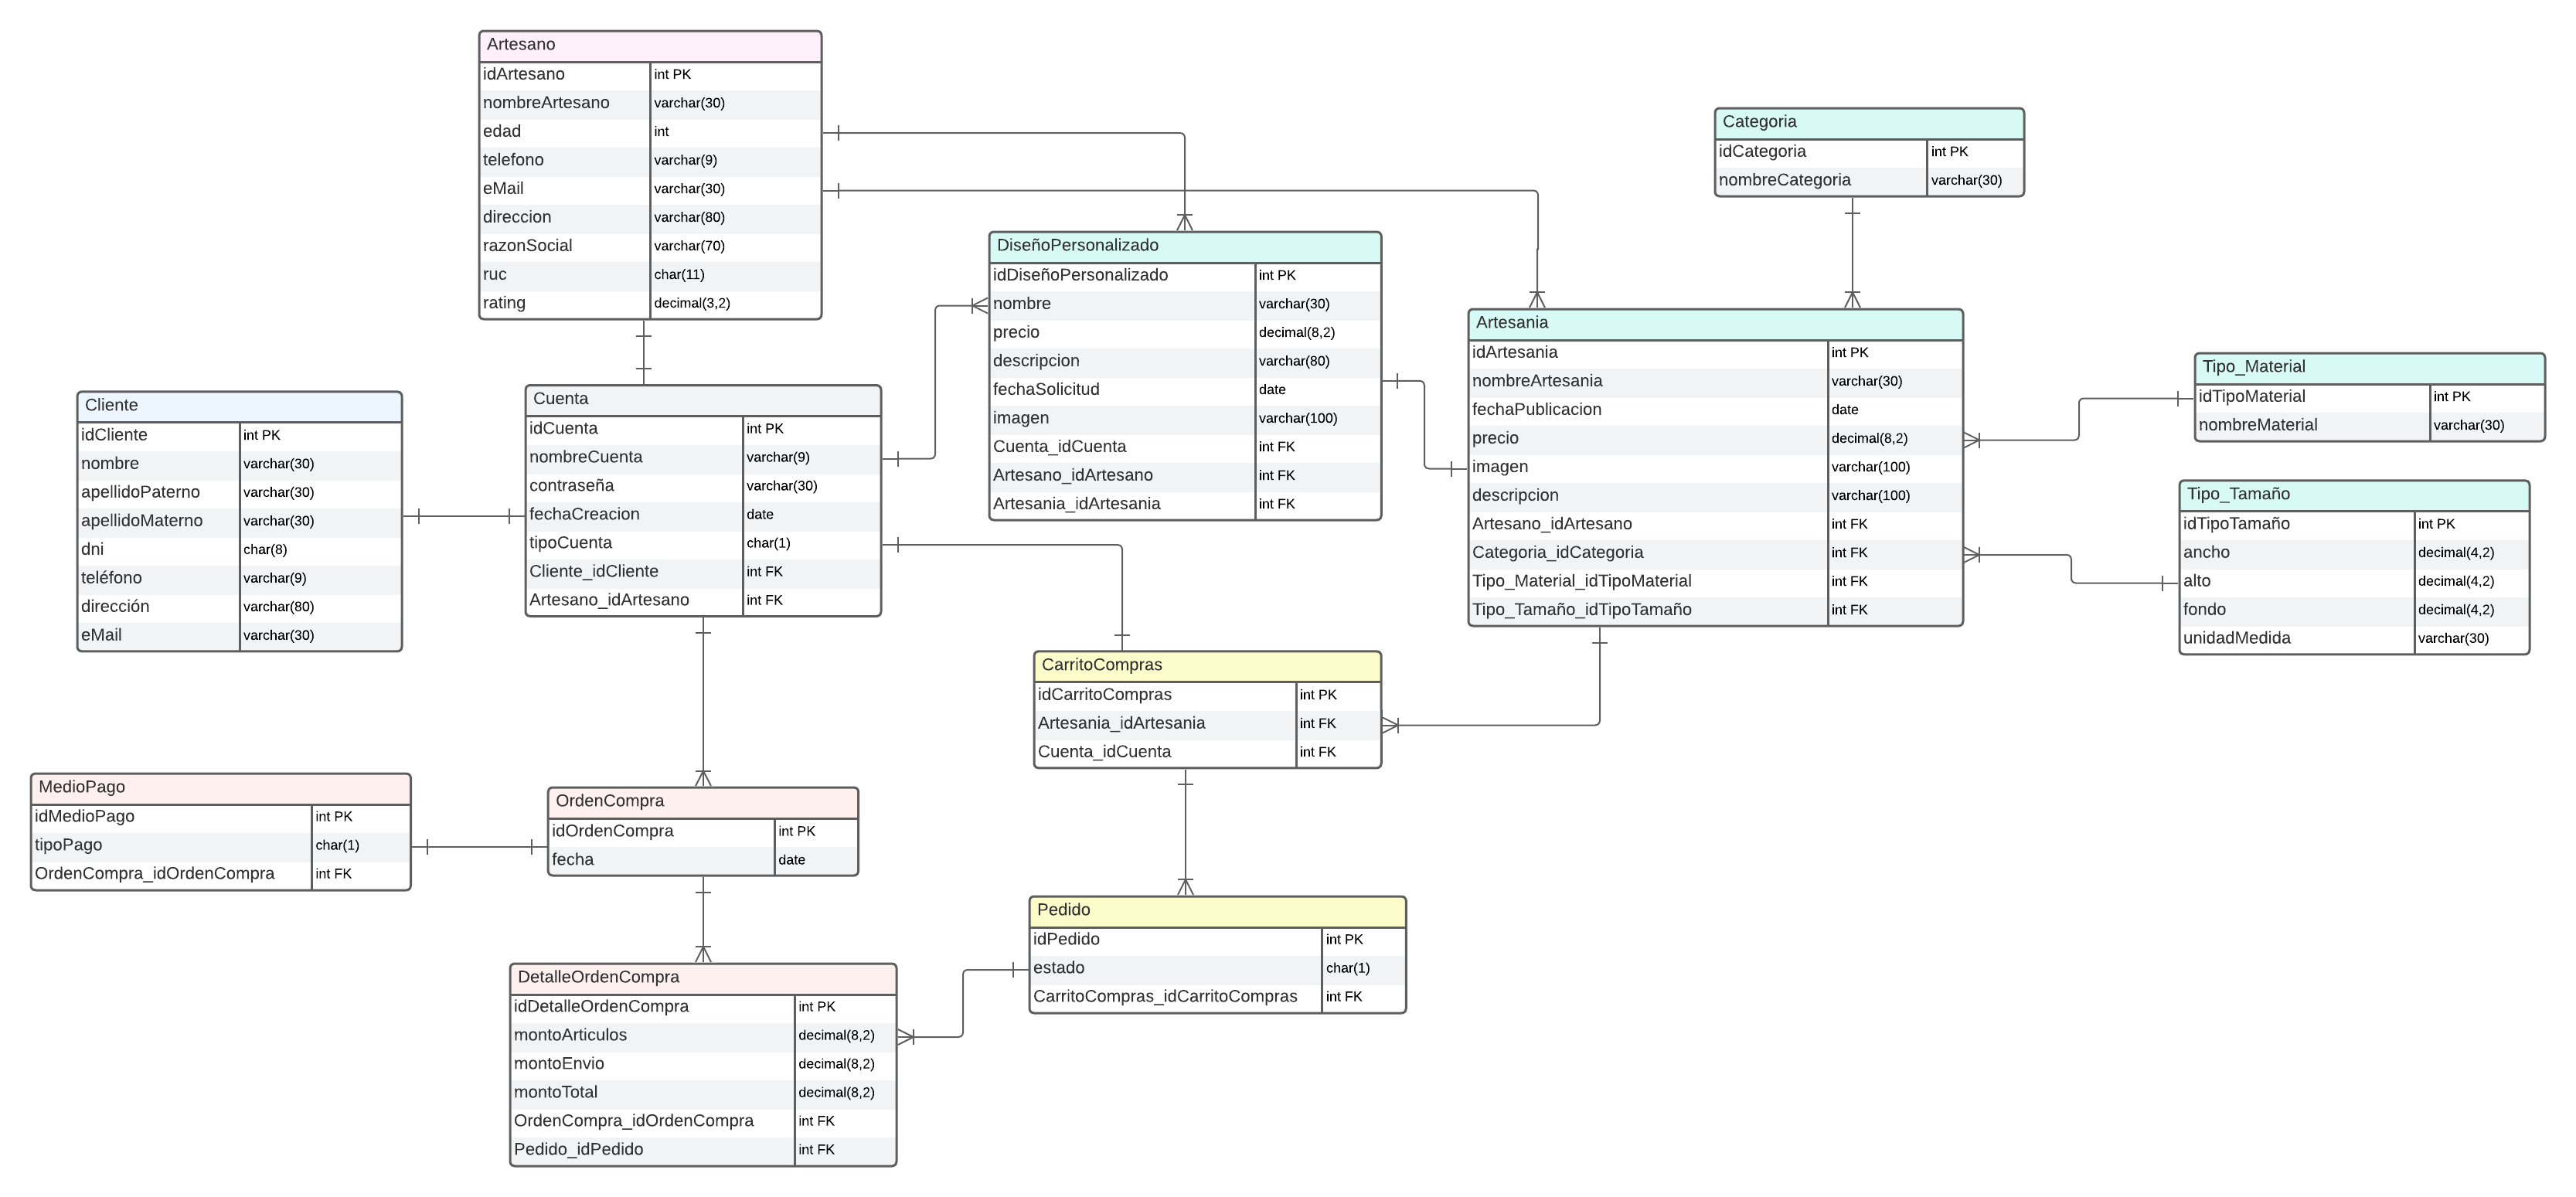 Artesano
idArtesano int PK
nombreArtesano varchar(30)
edad int
telefono varchar(9)
eMail varchar(30)
direccion varchar(80)
razonSocial varchar(70)
ruc char(11)
rating decimal(3,2)
Categoria
idCategoria int PK
nombreCategoria varchar(30)
DiseñoPersonalizado
idDiseñoPersonalizado int PK
nombre varchar(30)
precio decimal(8,2)
descripcion varchar(80)
fechaSolicitud date
imagen varchar(100)
Cuenta_idCuenta int FK
Artesano_idArtesano int FK
Artesania_idArtesania int FK
Artesania
idArtesania int PK
nombreArtesania varchar(30)
fechaPublicacion date
precio decimal(8,2)
imagen varchar(100)
descripcion varchar(100)
Artesano_idArtesano int FK
Categoria_idCategoria int FK
Tipo_Material_idTipoMaterial int FK
Tipo_Tamaño_idTipoTamaño int FK
Tipo_Material
idTipoMaterial int PK
nombreMaterial varchar(30)
Tipo_Tamaño
idTipoTamaño int PK
ancho decimal(4,2)
alto decimal(4,2)
fondo decimal(4,2)
unidadMedida varchar(30)
Cliente
idCliente int PK
nombre varchar(30)
apellidoPaterno varchar(30)
apellidoMaterno varchar(30)
dni char(8)
teléfono varchar(9)
dirección varchar(80)
eMail varchar(30)
Cuenta
idCuenta int PK
nombreCuenta varchar(9)
contraseña varchar(30)
fechaCreacion date
tipoCuenta char(1)
Cliente_idCliente int FK
Artesano_idArtesano int FK
CarritoCompras
idCarritoCompras int PK
Artesania_idArtesania int FK
Cuenta_idCuenta int FK
MedioPago
idMedioPago int PK
tipoPago char(1)
OrdenCompra_idOrdenCompra int FK
OrdenCompra
idOrdenCompra int PK
fecha date
Pedido
idPedido int PK
estado char(1)
CarritoCompras_idCarritoCompras int FK
DetalleOrdenCompra
idDetalleOrdenCompra int PK
montoArticulos decimal(8,2)
montoEnvio decimal(8,2)
montoTotal decimal(8,2)
OrdenCompra_idOrdenCompra int FK
Pedido_idPedido int FK